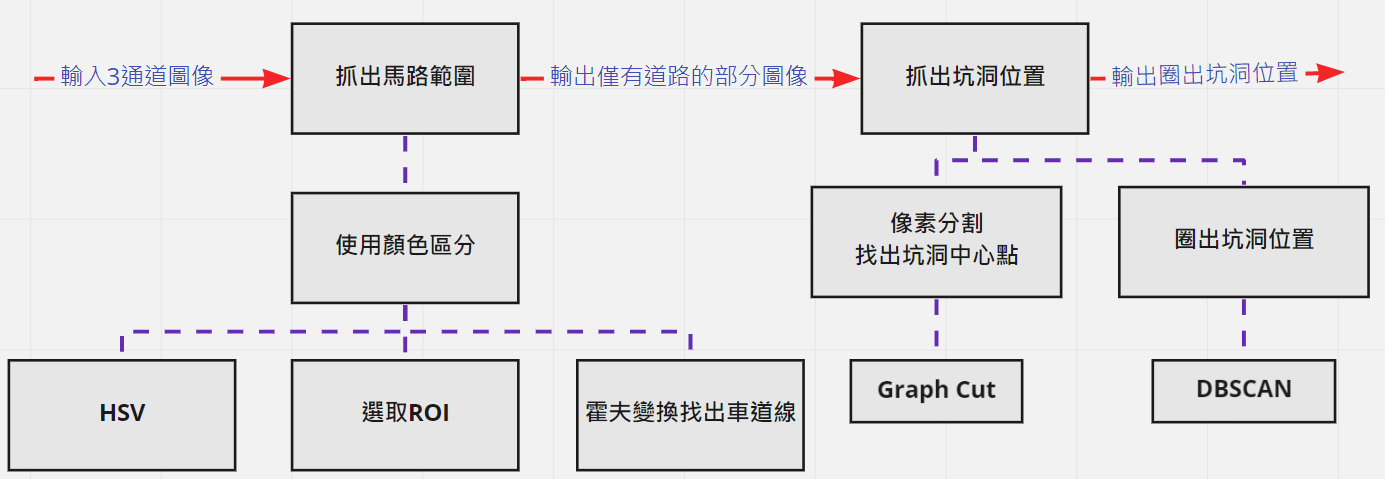 輸入3通道圖像
抓出馬路範圍
輸出僅有道路的部分圖像
抓出坑洞位置
輸出圈出坑洞位置
使用顏色區分
像素分割
找出坑洞中心點
圈出坑洞位置
HSV
選取ROI
霍夫變換找出車道線
Graph Cut
DBSCAN